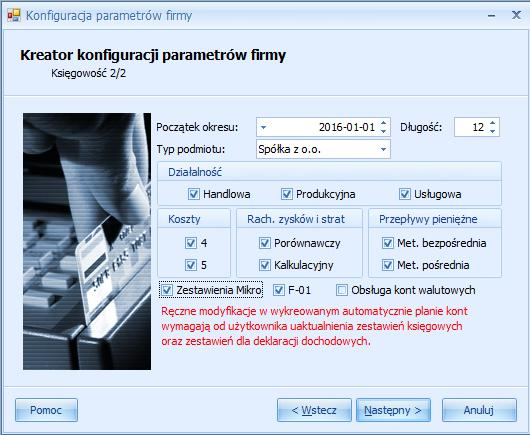 Konfiguracja parametrów firmy
Kreator konfiguracji parametrów firmy
Księgowość 2/2
Początek okresu: 2016-01-01 Długość: 12
Typ podmiotu: Spółka z o.o.
Działalność
Handlowa Produkcyjna Usługowa
Koszty Rach. zysków i strat Przepływy pieniężne
4 Porównawczy Met. bezpośrednia
5 Kalkulacyjny Met. pośrednia
Zestawienia Mikro F-01 Obsługa kont walutowych
Ręczne modyfikacje w wykreowanym automatycznie planie kont
wymagają od użytkownika uaktualnienia zestawień księgowych
oraz zestawień dla deklaracji dochodowych.
Pomoc < Wstecz Następny > Anuluj